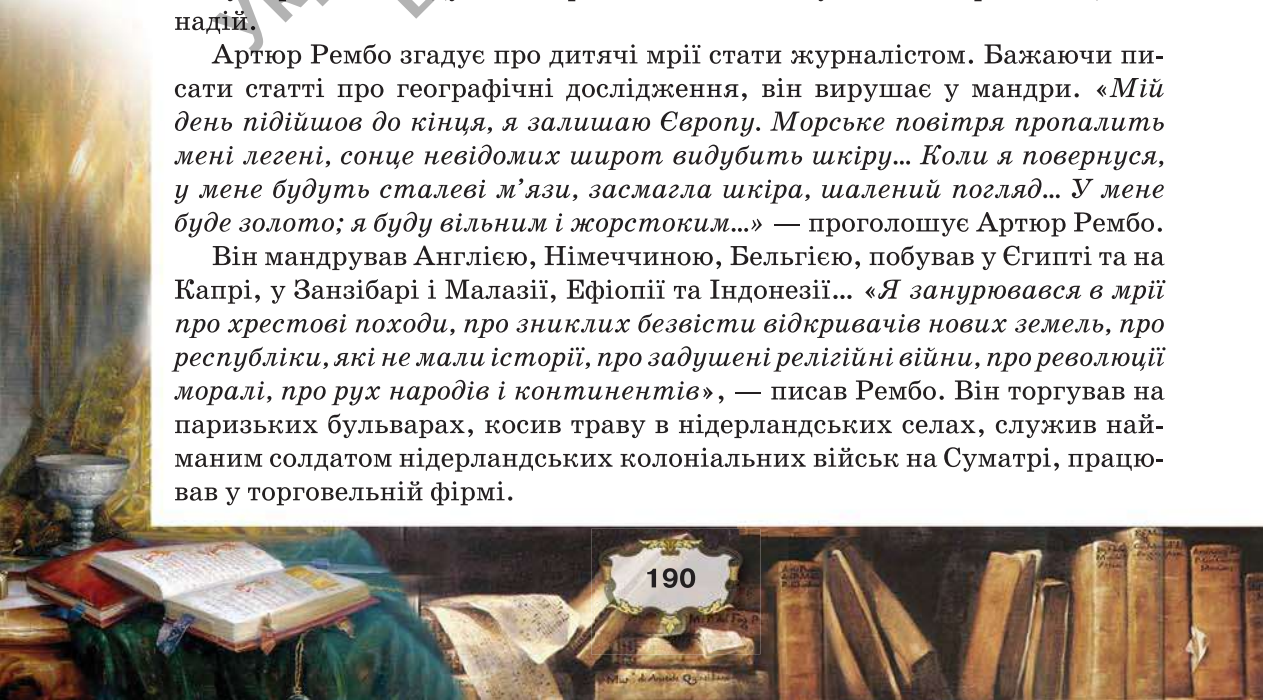 надій.
Артюр Рембо згадує про дитячі мрії стати журналістом. Бажаючи пи-
сати статті про географічні дослідження, він вирушає у мандри. «Мій
день підійшов до кінця, я залишаю Європу. Морське повітря пропалить
мені легені, сонце невідомих широт видубить шкіру... Коли я повернуся,
у мене будуть сталеві м’язи, засмагла шкіра, шалений погляд... У мене
буде золото; я буду вільним і жорстоким...» — проголошує Артюр Рембо.
Він мандрував Англією, Німеччиною, Бельгією, побував у Єгипті та на
Капрі, у Занзібарі і Малазії, Ефіопії та Індонезії... «Я занурювався в мрії
про хрестові походи, про зниклих безвісти відкривачів нових земель, про
республіки, які не мали історії, про задушені релігійні війни, про революції
моралі, про рух народів і континентів», — писав Рембо. Він торгував на
паризьких бульварах, косив траву в нідерландських селах, служив най-
маним солдатом нідерландських колоніальних військ на Суматрі, працю-
вав у торговельній фірмі.
190